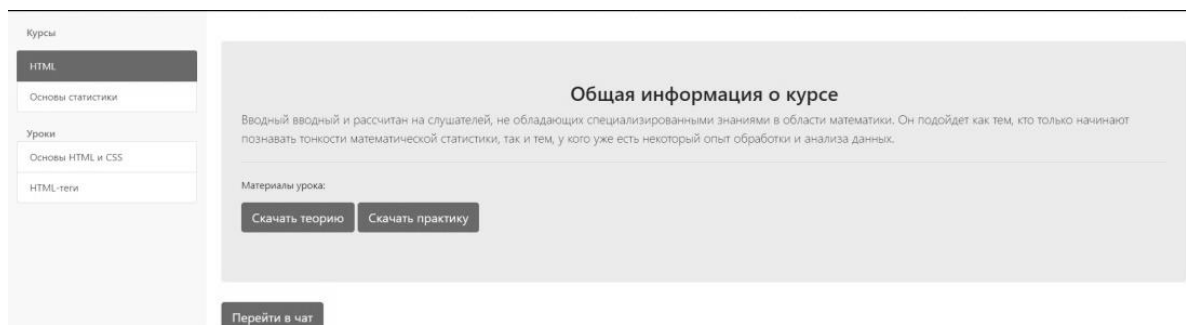 Курсы
HTML
Основы статистики
Уроки
Основы HTML и CSS
HTML-теги
Общая информация о курсе
Вводный вводный и рассчитан на слушателей, не обладающих специализированными знаниями в области математики. Он подойдет как тем, кто только начинают
познавать тонкости математической статистики, так и тем, у кого уже есть некоторый опыт обработки и анализа данных.
Материалы урока:
Скачать теорию Скачать практику
Перейти в чат